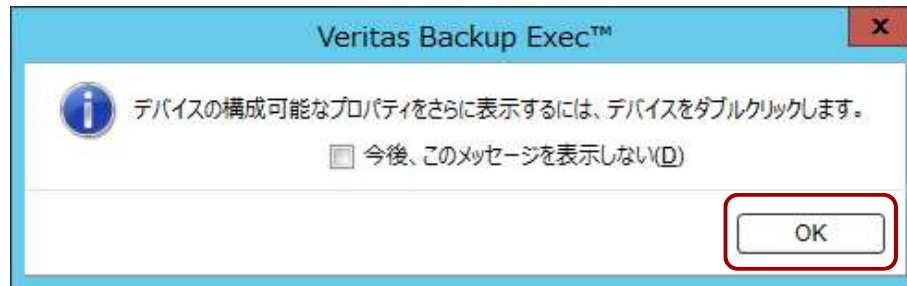 Veritas Backup Exec™
x
i
デバイスの構成可能なプロパティをさらに表示するには、デバイスをダブルクリックします。
今後、このメッセージを表示しない(D)
OK